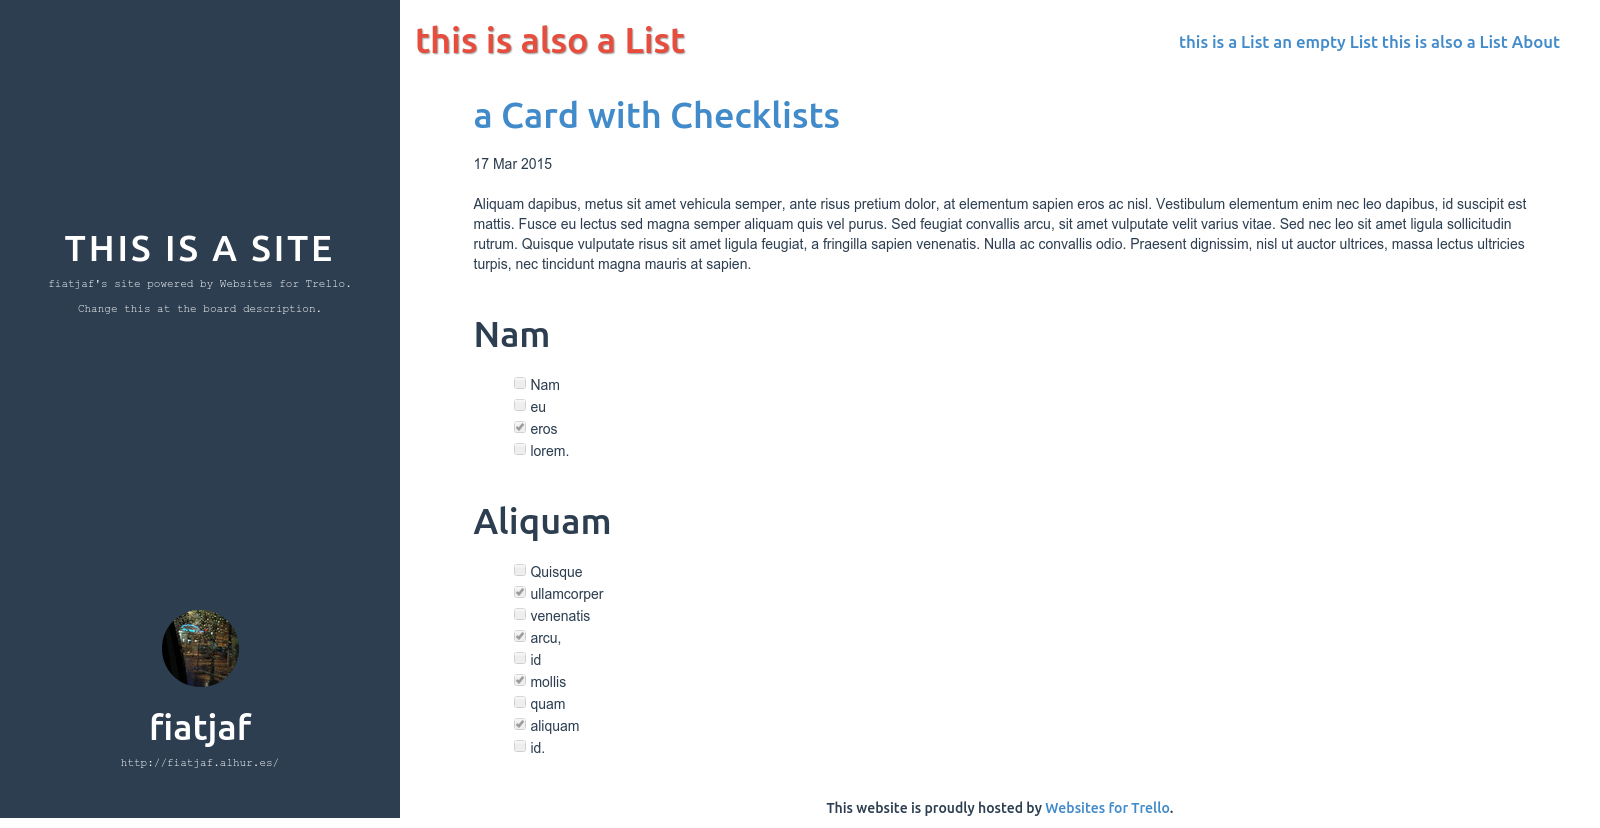 THIS IS A SITE
fiatjaf's site powered by Websites for Trello.
Change this at the board description.
fiatjaf
http://fiatjaf.alhur.es/
this is also a List
this is a List an empty List this is also a List About
a Card with Checklists
17 Mar 2015
Aliquam dapibus, metus sit amet vehicula semper, ante risus pretium dolor, at elementum sapien eros ac nisl. Vestibulum elementum enim nec leo dapibus, id suscipit est
mattis. Fusce eu lectus sed magna semper aliquam quis vel purus. Sed feugiat convallis arcu, sit amet vulputate velit varius vitae. Sed nec leo sit amet ligula sollicitudin
rutrum. Quisque vulputate risus sit amet ligula feugiat, a fringilla sapien venenatis. Nulla ac convallis odio. Praesent dignissim, nisl ut auctor ultrices, massa lectus ultricies
turpis, nec tincidunt magna mauris at sapien.
Nam
Nam
eu
eros
lorem.
Aliquam
Quisque
ullamcorper
venenatis
arcu,
id
mollis
quam
aliquam
id.
This website is proudly hosted by Websites for Trello.